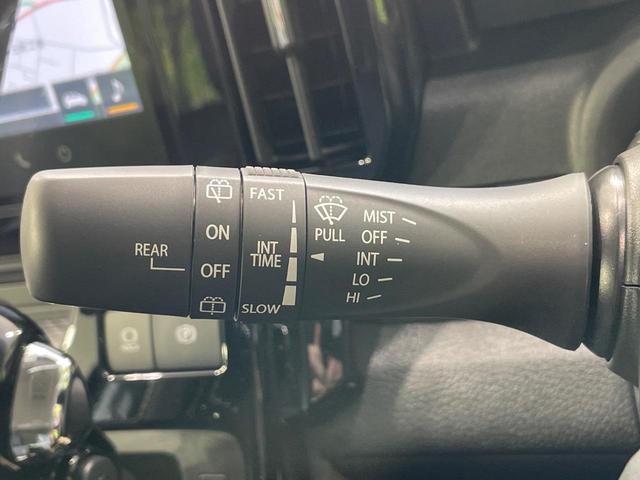 REAR
ON
OFF
FAST
INT
TIME
SLOW
PULL
MIST
OFF
INT
LO
HI